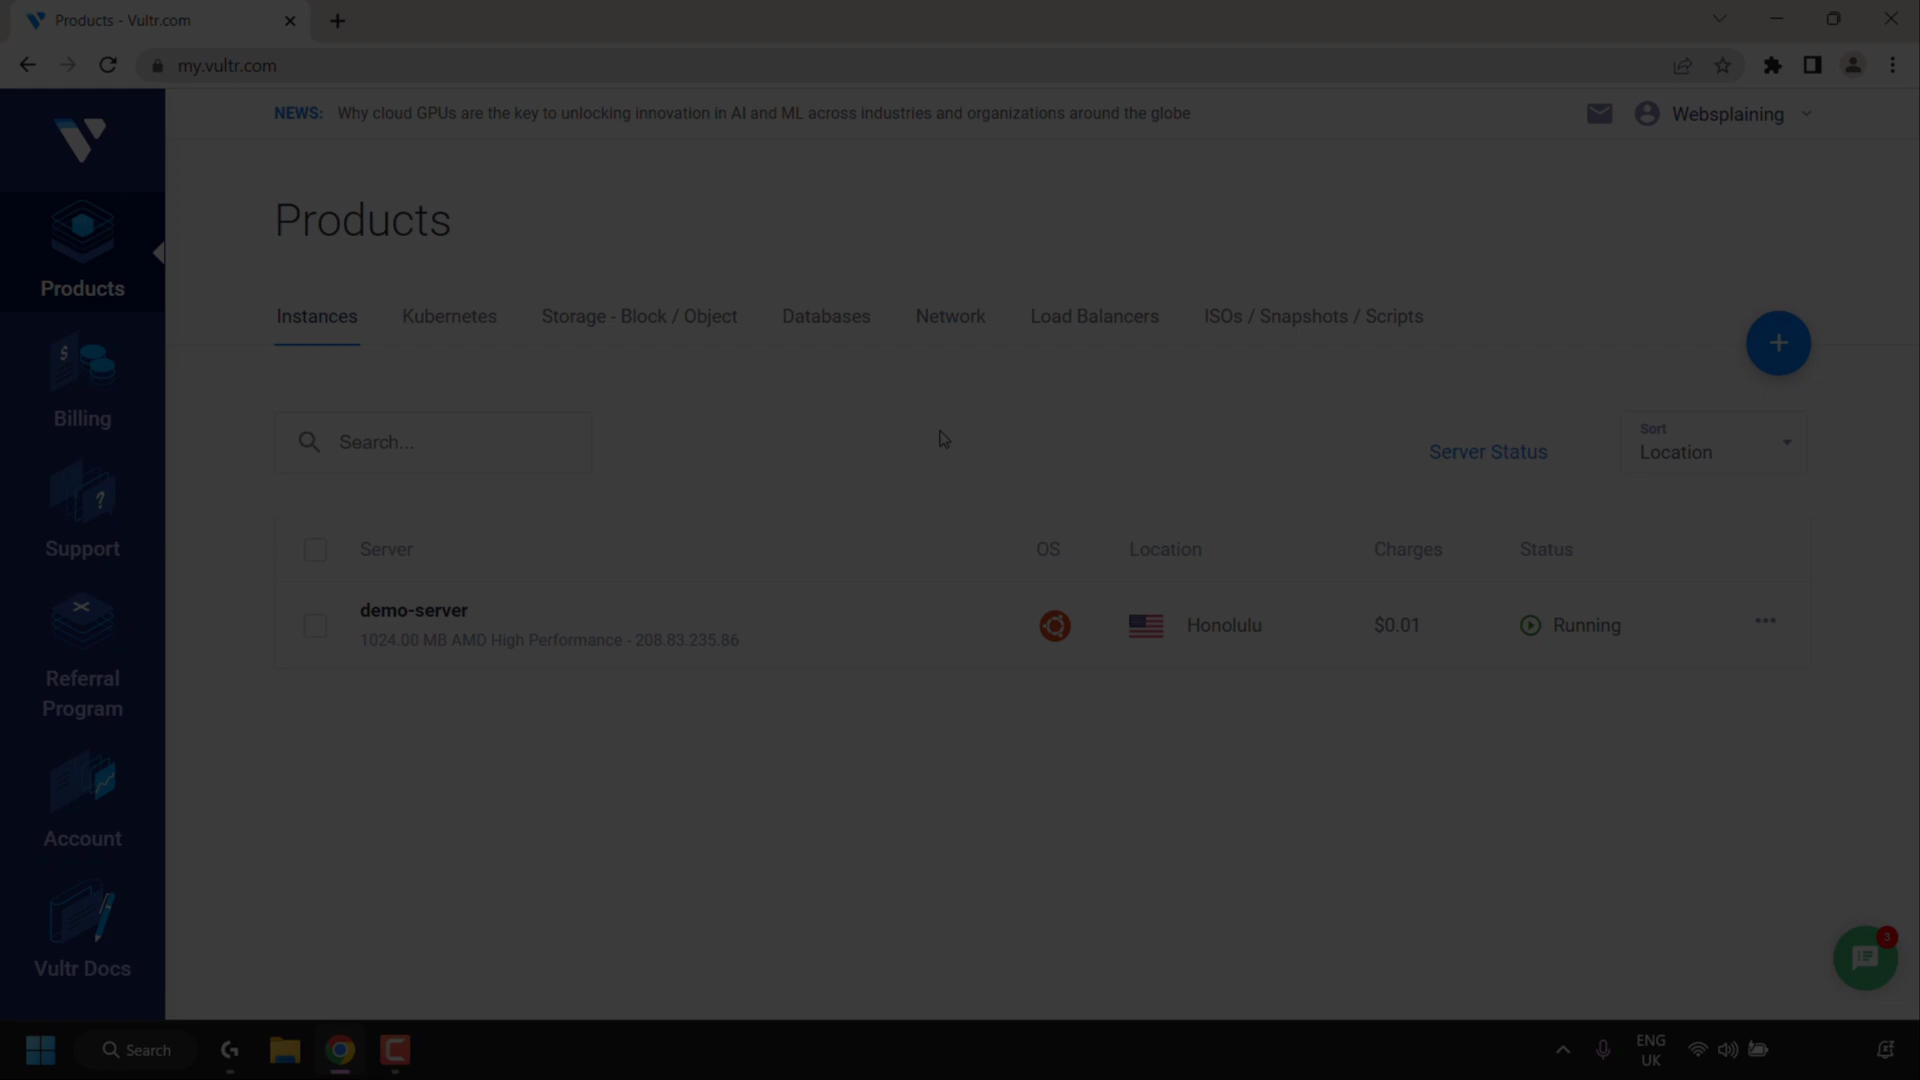 Products - Vultr.com
my.vultr.com
NEWS: Why cloud GPUs are the key to unlocking innovation in AI and ML across industries and organizations around the globe
Websplaining
Products
Products
Billing
Support
Referral
Program
Account
Vultr Docs
Instances Kubernetes Storage - Block / Object Databases Network Load Balancers ISOs / Snapshots / Scripts
Search...
Server Status
Sort
Location
Server OS Location Charges Status
demo-server
1024.00 MB AMD High Performance - 208.83.235.86
Honolulu $0.01 Running
3
Search
ENG
UK